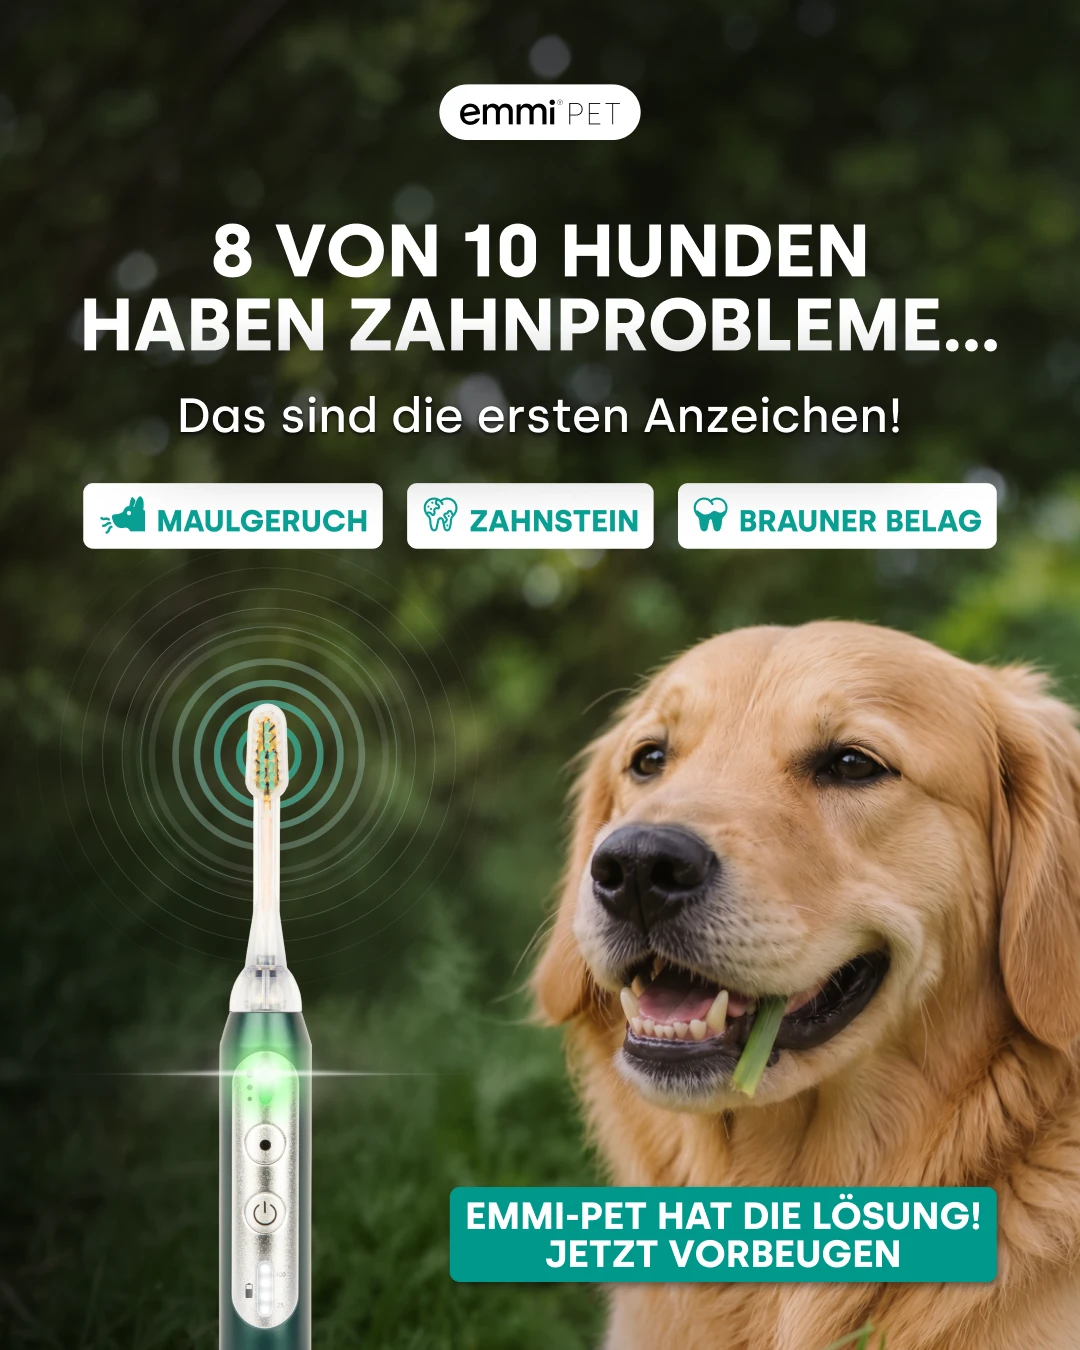 emmi® PET
8 VON 10 HUNDEN
HABEN ZAHNPROBLEME...
Das sind die ersten Anzeichen!
MAULGERUCH
ZAHNSTEIN
BRAUNER BELAG
EMMI-PET HAT DIE LÖSUNG!
JETZT VORBEUGEN